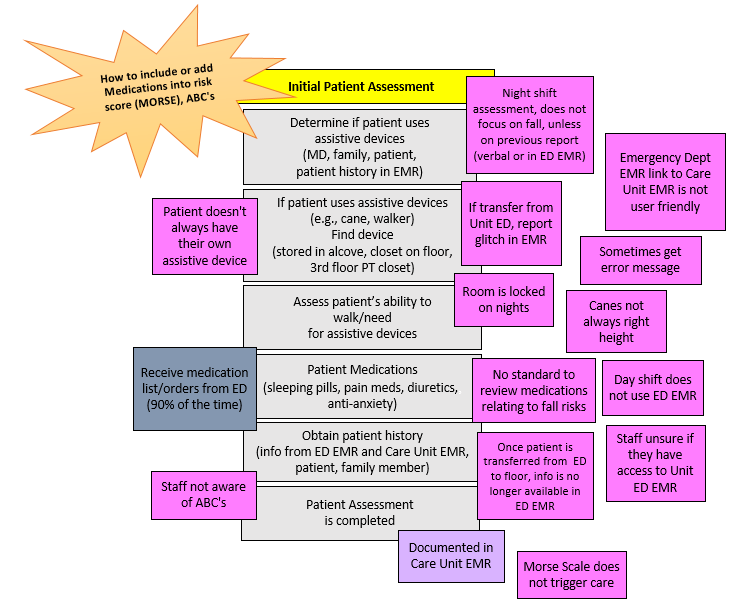 How to include or add
Medications into risk
score (MORSE), ABC's
Initial Patient Assessment
Determine if patient uses
assistive devices
(MD, family, patient,
patient history in EMR)
Night shift
assessment, does not
focus on fall, unless
on previous report
(verbal or in ED EMR)
Emergency Dept
EMR link to Care
Unit EMR is not
user friendly
Patient doesn't
always have
their own
assistive device
If patient uses assistive devices
(e.g., cane, walker)
Find device
(stored in alcove, closet on floor,
3rd floor PT closet)
If transfer from
Unit ED, report
glitch in EMR
Sometimes get
error message
Assess patient's ability to
walk/need
for assistive devices
Room is locked
on nights
Canes not
always right
height
Receive medication
list/orders from ED
(90% of the time)
Patient Medications
(sleeping pills, pain meds, diuretics,
anti-anxiety)
No standard to
review medications
relating to fall risks
Day shift does
not use ED EMR
Obtain patient history
(info from ED EMR and Care Unit EMR,
patient, family member)
Once patient is
transferred from ED
to floor, info is no
longer available in
ED EMR
Staff unsure if
they have
access to Unit
ED EMR
Staff not aware
of ABC's
Patient Assessment
is completed
Documented in
Care Unit EMR
Morse Scale does
not trigger care